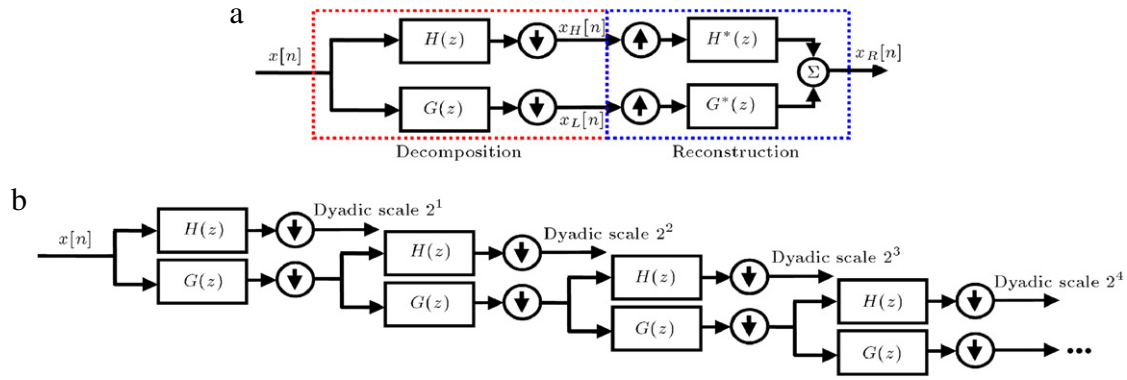 a
x[n]
H(z)
x_H[n]
H*(z)
x_R[n]
Σ
G(z)
x_L[n]
G*(z)
Decomposition
Reconstruction
b
x[n]
H(z)
Dyadic scale 2^1
G(z)
H(z)
Dyadic scale 2^2
G(z)
H(z)
Dyadic scale 2^3
G(z)
H(z)
Dyadic scale 2^4
G(z)
•••